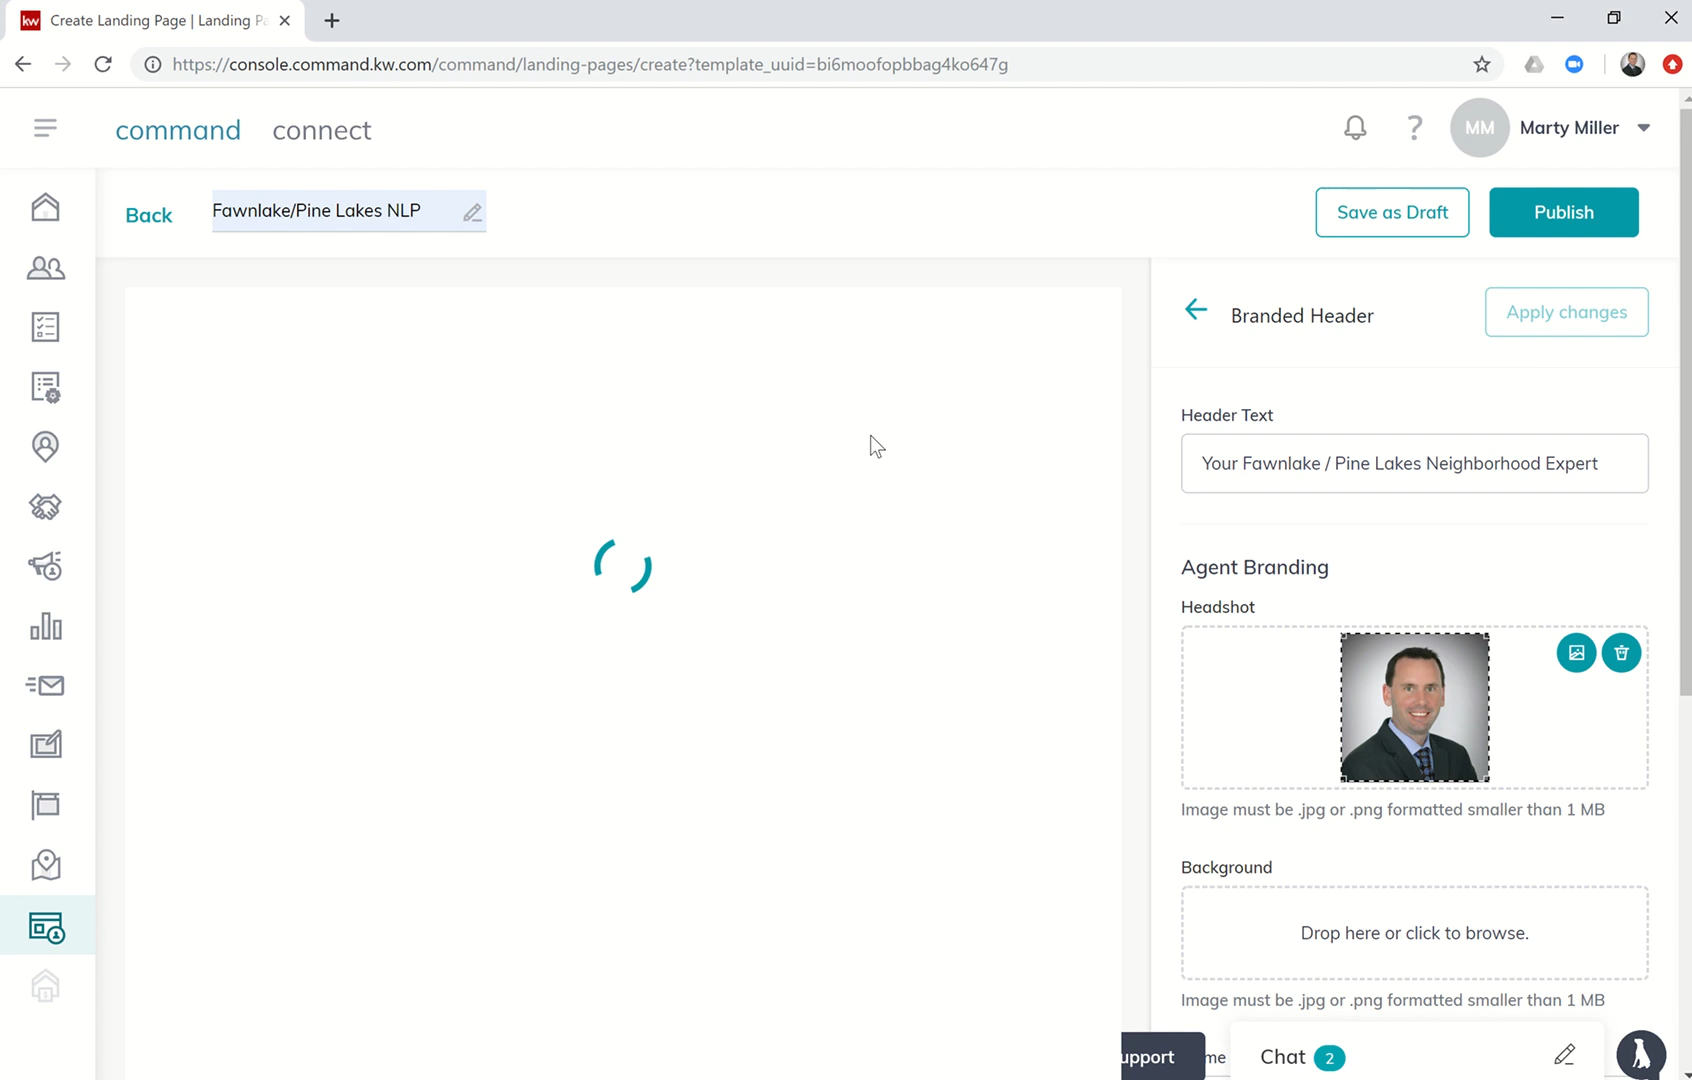 kw Create Landing Page | Landing Pa
https://console.command.kw.com/command/landing-pages/create?template_uuid=bi6moofopbbag4ko647g
command connect
? MM Marty Miller
Back Fawnlake/Pine Lakes NLP Save as Draft Publish
Branded Header Apply changes
Header Text
Your Fawnlake / Pine Lakes Neighborhood Expert
Agent Branding
Headshot
Image must be .jpg or .png formatted smaller than 1 MB
Background
Drop here or click to browse.
Image must be .jpg or .png formatted smaller than 1 MB
upport me Chat 2